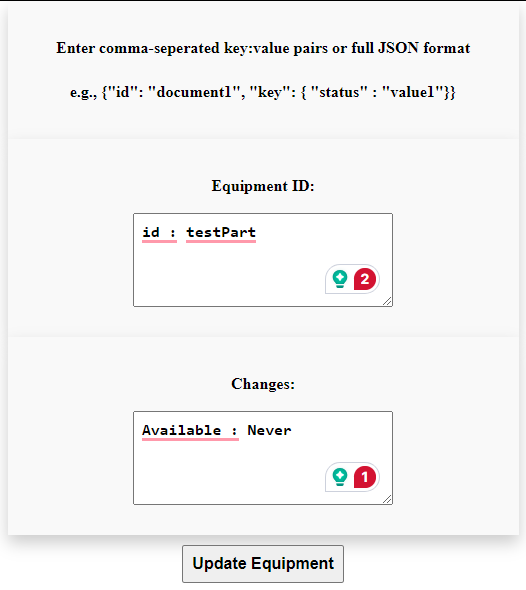 Enter comma-seperated key:value pairs or full JSON format
e.g., {"id": "document1", "key": { "status" : "value1"}}
Equipment ID:
id : testPart
2
Changes:
Available : Never
1
Update Equipment